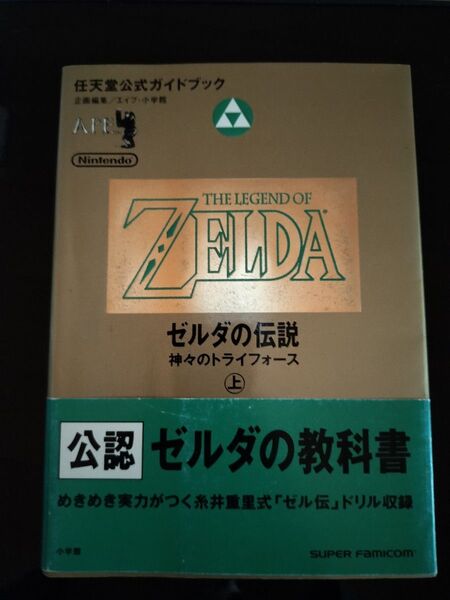 任天堂公式ガイドブック
企画編集／エイプ・小学館
APE
Nintendo
THE LEGEND OF
ZELDA
ゼルダの伝説
神々のトライフォース
上
公認 ゼルダの教科書
めきめき実力がつく糸井重里式「ゼル伝」ドリル収録
小学館
SUPER FAMICOM